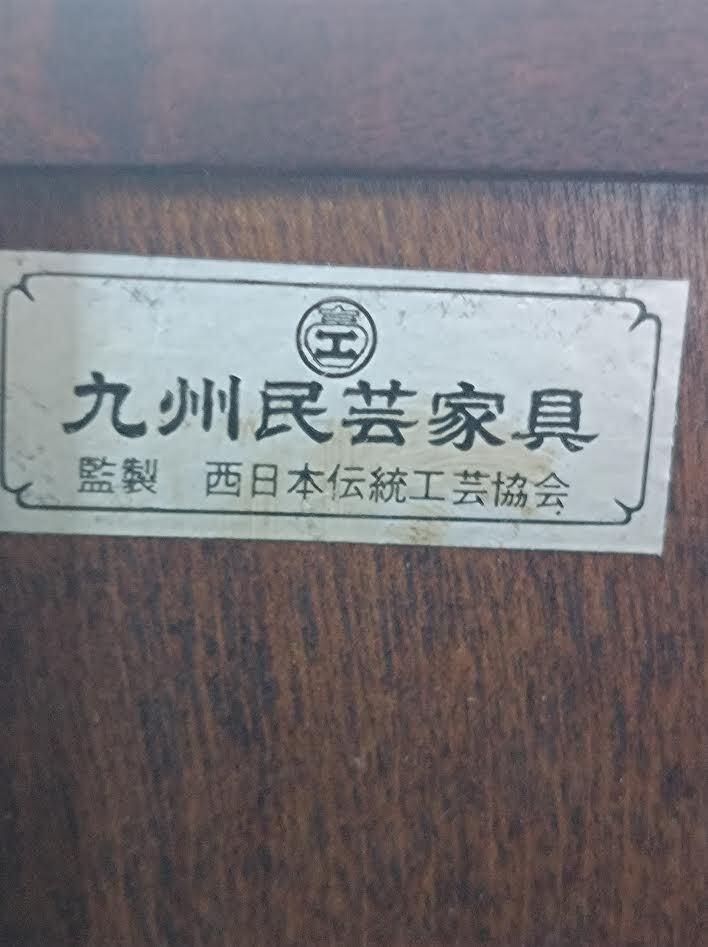 九州民芸家具
監製 西日本伝統工芸協会